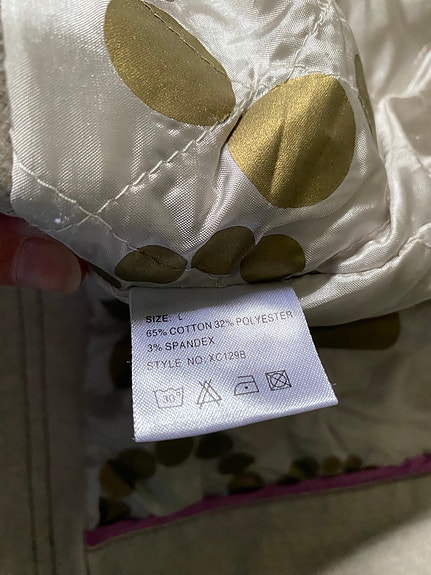 SIZE: L
65% COTTON 32% POLYESTER
3% SPANDEX
STYLE NO: XC129B
30°